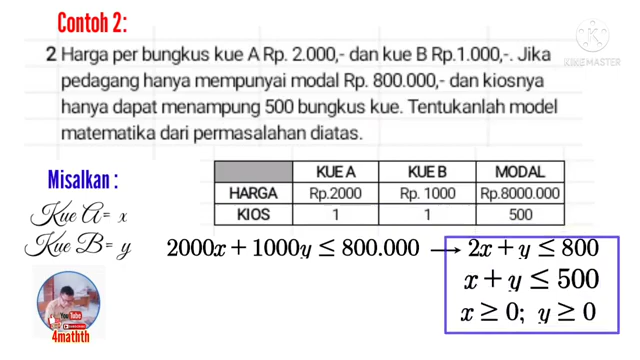 Contoh 2:
KINEMASTER
2 Harga per bungkus kue A Rp. 2.000,- dan kue B Rp.1.000,-. Jika
pedagang hanya mempunyai modal Rp. 800.000,- dan kiosnya
hanya dapat menampung 500 bungkus kue. Tentukanlah model
matematika dari permasalahan diatas.
Misalkan :
Kue A= x
Kue B= y
KUE A KUE B MODAL
HARGA Rp.2000 Rp. 1000 Rp.8000.000
KIOS 1 1 500
2000x + 1000y ≤ 800.000 → 2x + y ≤ 800
x + y ≤ 500
x ≥ 0; y ≥ 0
YouTube
4mathth